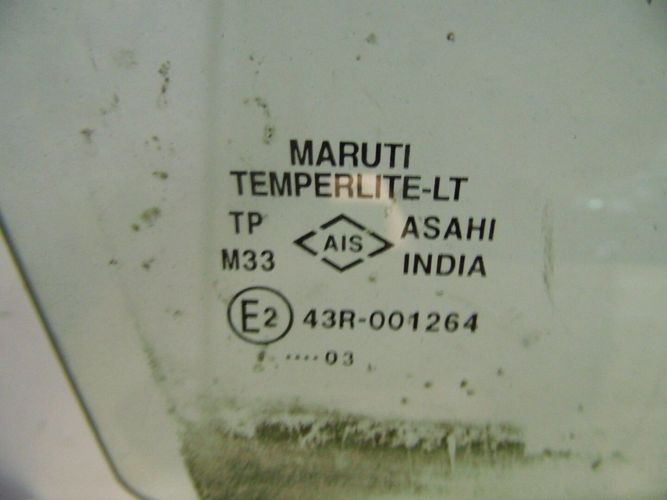 MARUTI
TEMPERLITE-LT
TP AIS ASAHI
M33 INDIA
E2 43R-001264
....03